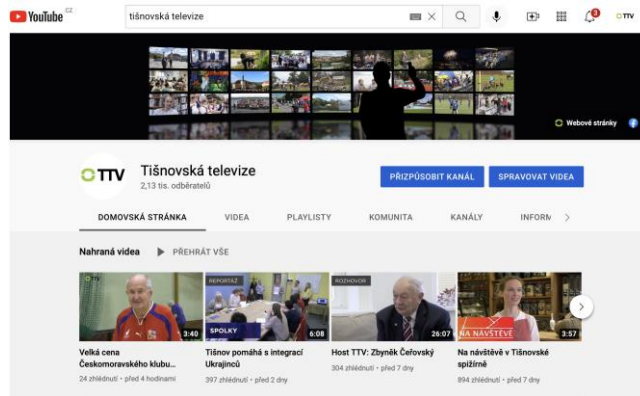 YouTube CZ
tišnovská televize
3
TTV
Webové stránky
TTV
Tišnovská televize
2,13 tis. odběratelů
PŘIZPŮSOBIT KANÁL
SPRAVOVAT VIDEA
DOMOVSKÁ STRÁNKA
VIDEA
PLAYLISTY
KOMUNITA
KANÁLY
INFORM
Nahraná videa
PŘEHRÁT VŠE
TTV
3:40
REPORTÁŽ
SPOLKY
6:08
ROZHOVOR
26:07
NA NÁVŠTĚVĚ
3:57
Velká cena
Českomoravského klubu...
24 zhlédnutí • před 4 hodinami
Tišnov pomáhá s integrací
Ukrajinců
397 zhlédnutí • před 2 dny
Host TTV: Zbyněk Čeřovský
304 zhlédnutí • před 7 dny
Na návštěvě v Tišnovské
spižírně
894 zhlédnutí • před 7 dny